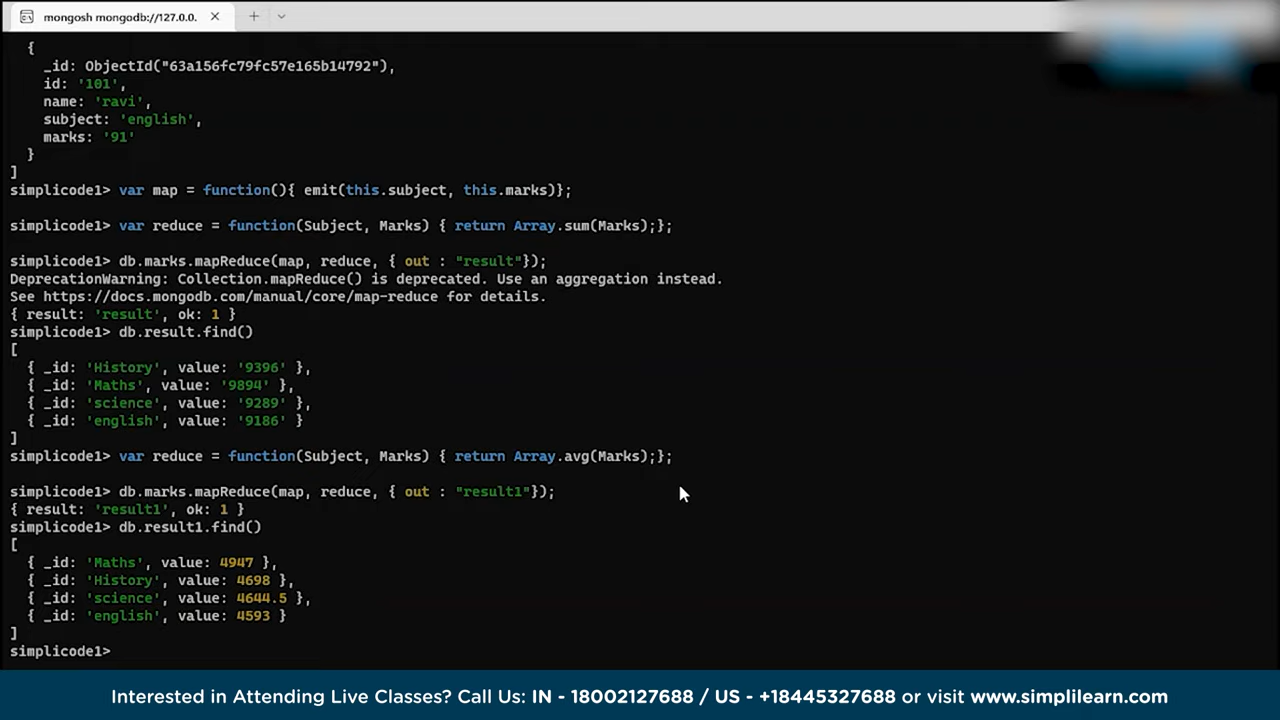 mongosh mongodb://127.0.0.
{
_id: ObjectId("63a156fc79fc57e165b14792"),
id: '101',
name: 'ravi',
subject: 'english',
marks: '91'
}
]
simplicode1> var map = function(){ emit(this.subject, this.marks)};
simplicode1> var reduce = function(Subject, Marks) { return Array.sum(Marks);};
simplicode1> db.marks.mapReduce(map, reduce, { out : "result"});
DeprecationWarning: Collection.mapReduce() is deprecated. Use an aggregation instead.
See https://docs.mongodb.com/manual/core/map-reduce for details.
{ result: 'result', ok: 1 }
simplicode1> db.result.find()
[
{ _id: 'History', value: '9396' },
{ _id: 'Maths', value: '9894' },
{ _id: 'science', value: '9289' },
{ _id: 'english', value: '9186' }
]
simplicode1> var reduce = function(Subject, Marks) { return Array.avg(Marks);};
simplicode1> db.marks.mapReduce(map, reduce, { out : "result1"});
{ result: 'result1', ok: 1 }
simplicode1> db.result1.find()
[
{ _id: 'Maths', value: 4947 },
{ _id: 'History', value: 4698 },
{ _id: 'science', value: 4644.5 },
{ _id: 'english', value: 4593 }
]
simplicode1>
Interested in Attending Live Classes? Call Us: IN - 18002127688 / US - +18445327688 or visit www.simplilearn.com